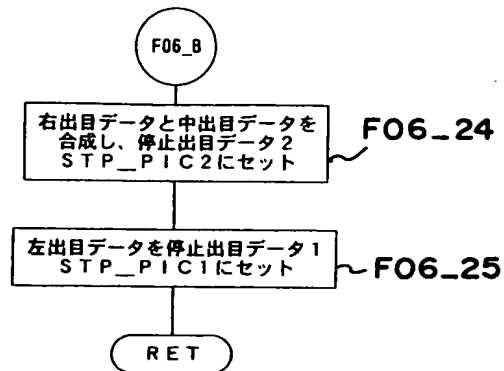 F06_B
右出目データと中出目データを
合成し、停止出目データ2
STP__PIC2にセット
F06_24
左出目データを停止出目データ1
STP__PIC1にセット
F06_25
RET